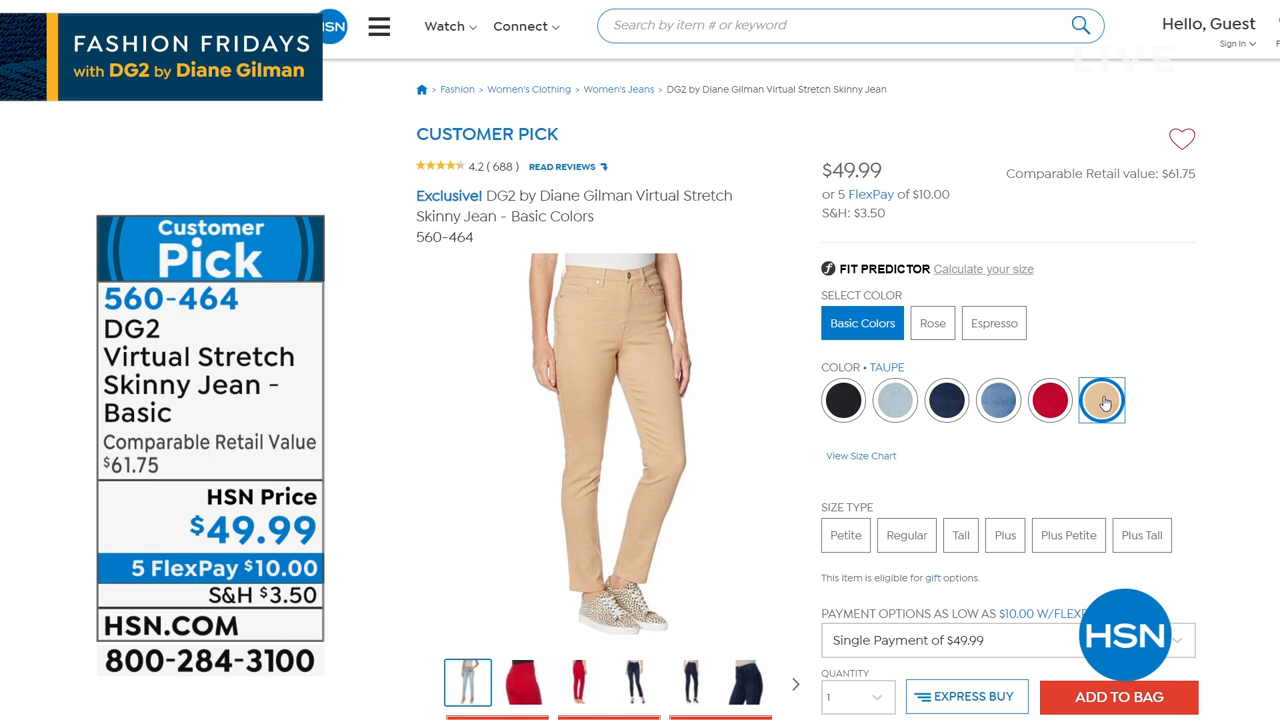 FASHION FRIDAYS
with DG2 by Diane Gilman
HSN
Watch
Connect
Search by item # or keyword
Hello, Guest
Sign In
LIVE
> Fashion > Women's Clothing > Women's Jeans > DG2 by Diane Gilman Virtual Stretch Skinny Jean
CUSTOMER PICK
4.2 ( 688 ) READ REVIEWS
Exclusive! DG2 by Diane Gilman Virtual Stretch
Skinny Jean - Basic Colors
560-464
$49.99
Comparable Retail value: $61.75
or 5 FlexPay of $10.00
S&H: $3.50
FIT PREDICTOR Calculate your size
SELECT COLOR
Basic Colors
Rose
Espresso
COLOR • TAUPE
View Size Chart
SIZE TYPE
Petite
Regular
Tall
Plus
Plus Petite
Plus Tall
This item is eligible for gift options.
PAYMENT OPTIONS AS LOW AS $10.00 W/FLEXP
Single Payment of $49.99
QUANTITY
1
EXPRESS BUY
ADD TO BAG
HSN
Customer
Pick
560-464
DG2
Virtual Stretch
Skinny Jean -
Basic
Comparable Retail Value
$61.75
HSN Price
$49.99
5 FlexPay $10.00
S&H $3.50
HSN.COM
800-284-3100